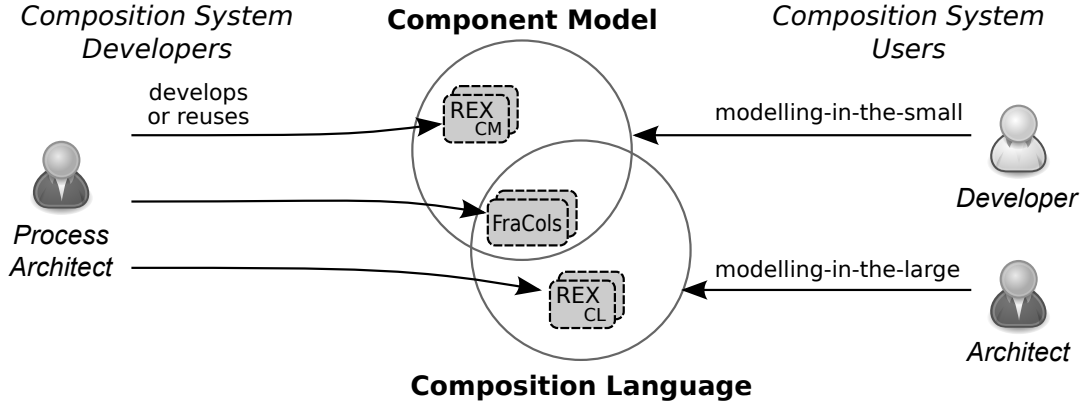 Composition System
Developers
Component Model
Composition System
Users
develops
or reuses
REX
CM
modelling-in-the-small
Developer
FraCols
Process
Architect
modelling-in-the-large
REX
CL
Architect
Composition Language